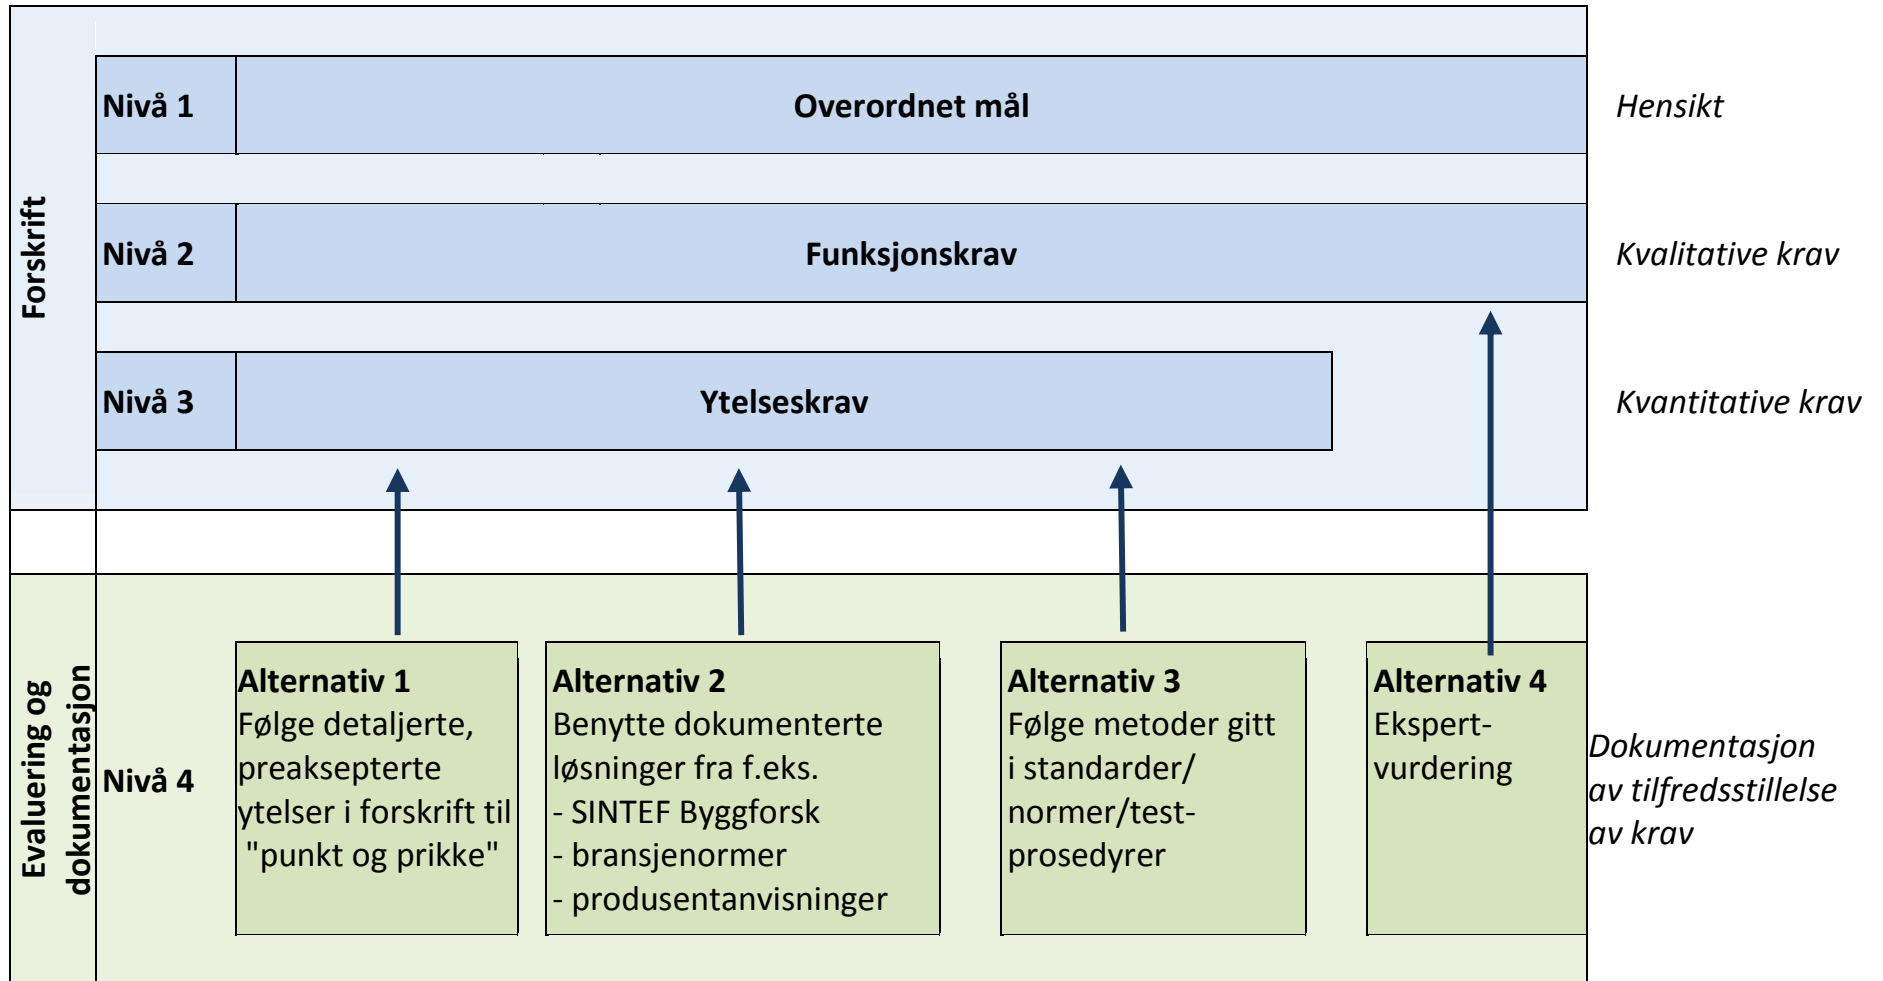 Forskrift
Nivå 1
Overordnet mål
Hensikt
Nivå 2
Funksjonskrav
Kvalitative krav
Nivå 3
Ytelseskrav
Kvantitative krav
Evaluering og
dokumentasjon
Nivå 4
Alternativ 1
Følge detaljerte,
preaksepterte
ytelser i forskrift til
"punkt og prikke"
Alternativ 2
Benytte dokumenterte
løsninger fra f.eks.
- SINTEF Byggforsk
- bransjenormer
- produsentanvisninger
Alternativ 3
Følge metoder gitt
i standarder/
normer/test-
prosedyrer
Alternativ 4
Ekspert-
vurdering
Dokumentasjon
av tilfredsstillelse
av krav